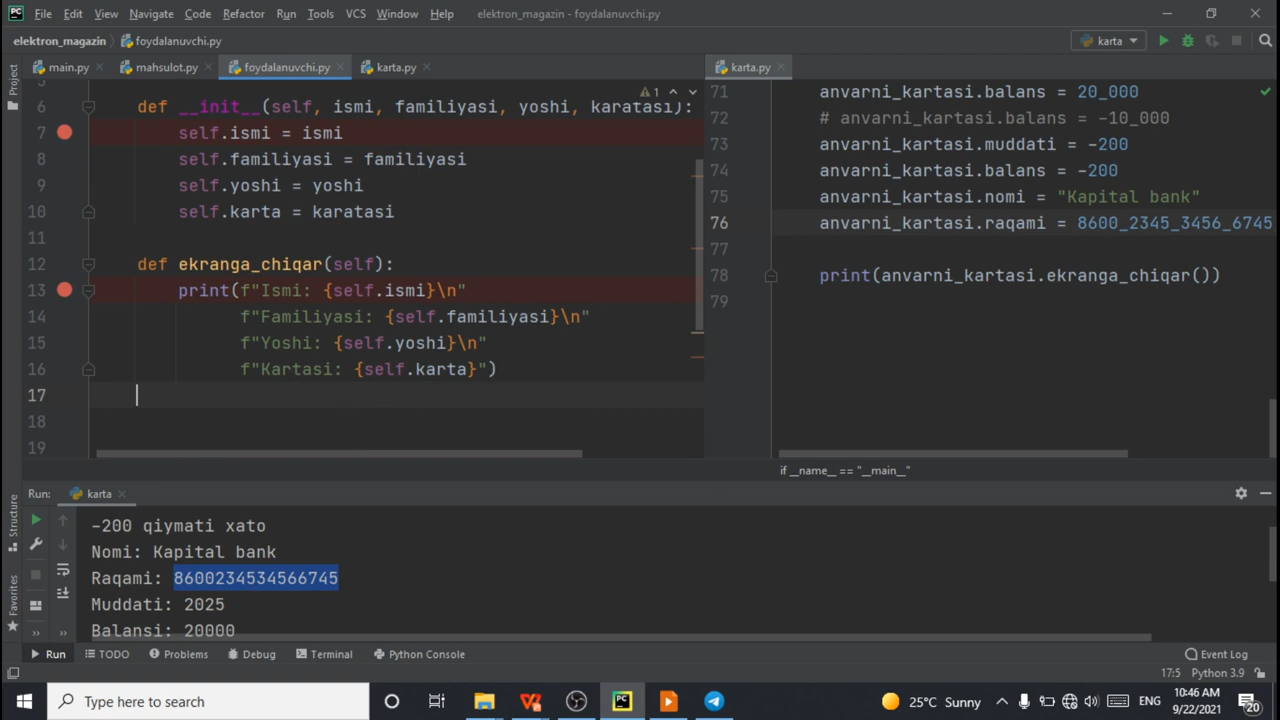 File Edit View Navigate Code Refactor Run Tools VCS Window Help elektron_magazin - foydalanuvchi.py
elektron_magazin foydalanuvchi.py karta
Project
main.py mahsulot.py foydalanuvchi.py karta.py
1
6 def __init__(self, ismi, familiyasi, yoshi, karatasi):
7 self.ismi = ismi
8 self.familiyasi = familiyasi
9 self.yoshi = yoshi
10 self.karta = karatasi
11
12 def ekranga_chiqar(self):
13 print(f"Ismi: {self.ismi}\n"
14 f"Familiyasi: {self.familiyasi}\n"
15 f"Yoshi: {self.yoshi}\n"
16 f"Kartasi: {self.karta}")
17
18
19
karta.py
71 anvarni_kartasi.balans = 20_000
72 # anvarni_kartasi.balans = -10_000
73 anvarni_kartasi.muddati = -200
74 anvarni_kartasi.balans = -200
75 anvarni_kartasi.nomi = "Kapital bank"
76 anvarni_kartasi.raqami = 8600_2345_3456_6745
77
78 print(anvarni_kartasi.ekranga_chiqar())
79
if __name__ == "__main__"
Run: karta
Structure
Favorites
-200 qiymati xato
Nomi: Kapital bank
Raqami: 8600234534566745
Muddati: 2025
Balansi: 20000
Run TODO Problems Debug Terminal Python Console Event Log
17:5 Python 3.9
Type here to search
25°C Sunny ENG 10:46 AM
9/22/2021 20